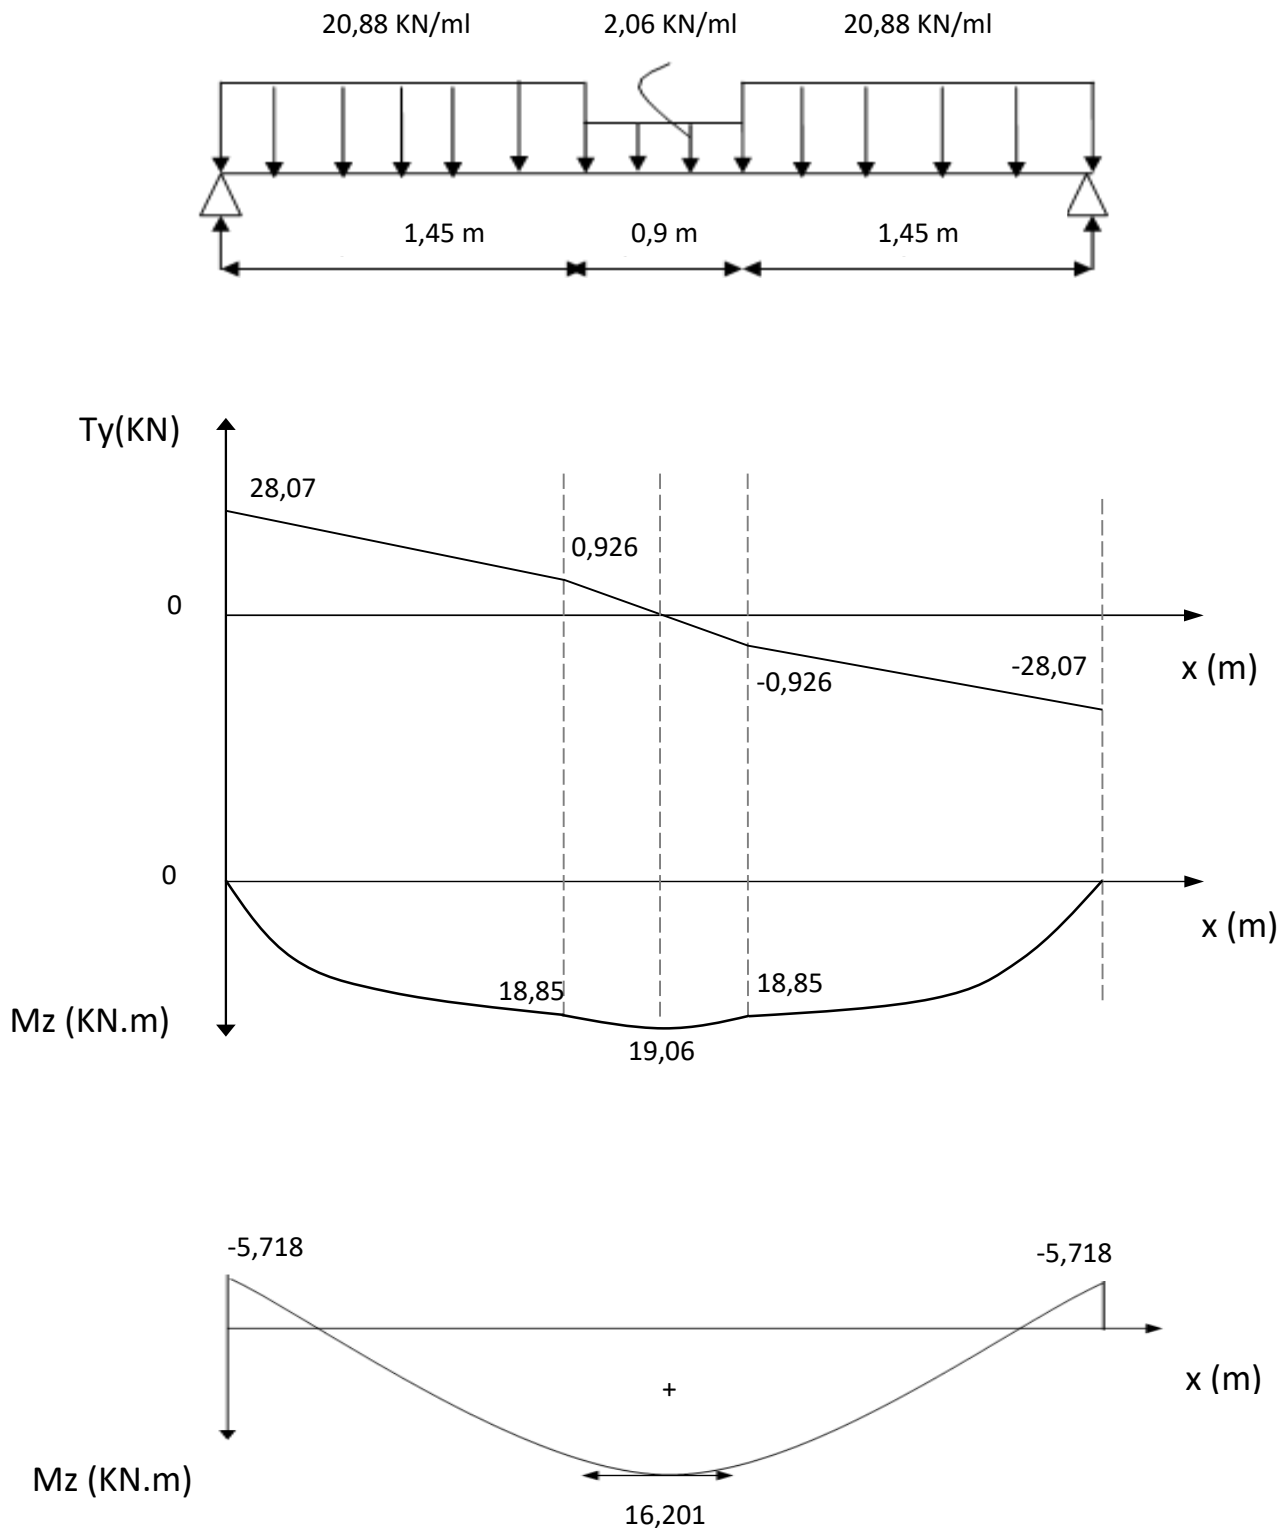 20,88 KN/ml 2,06 KN/ml 20,88 KN/ml
1,45 m 0,9 m 1,45 m
Ty(KN)
28,07
0,926
0
-28,07
x (m)
-0,926
0
x (m)
18,85 18,85
Mz (KN.m)
19,06
-5,718 -5,718
x (m)
+
Mz (KN.m)
16,201